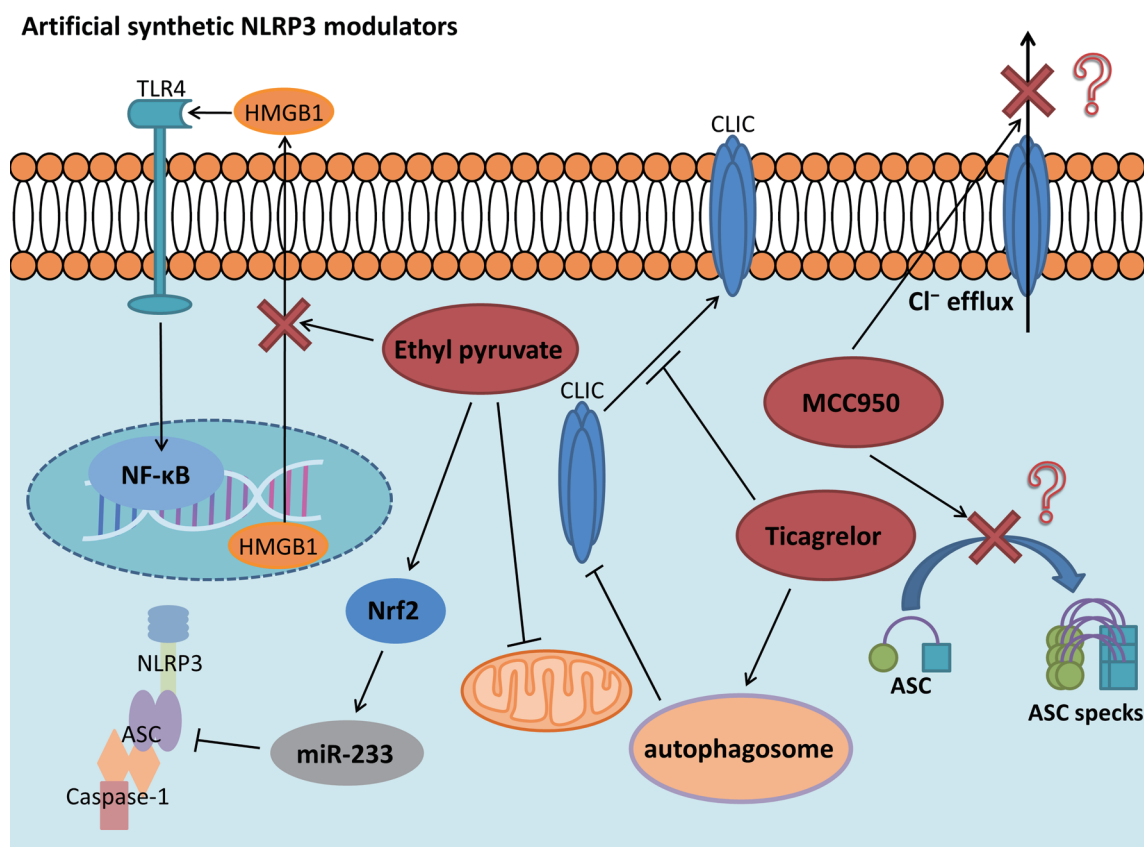 Artificial synthetic NLRP3 modulators
TLR4
HMGB1
CLIC
?
Cl⁻ efflux
Ethyl pyruvate
CLIC
MCC950
NF-κB
?
Ticagrelor
HMGB1
Nrf2
NLRP3
ASC
ASC specks
ASC
miR-233
autophagosome
Caspase-1